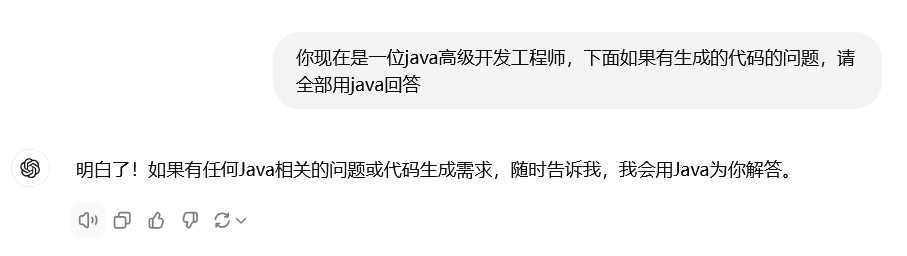 你现在是一位java高级开发工程师，下面如果有生成的代码的问题，请
全部用java回答
明白了！如果有任何Java相关的问题或代码生成需求，随时告诉我，我会用Java为你解答。